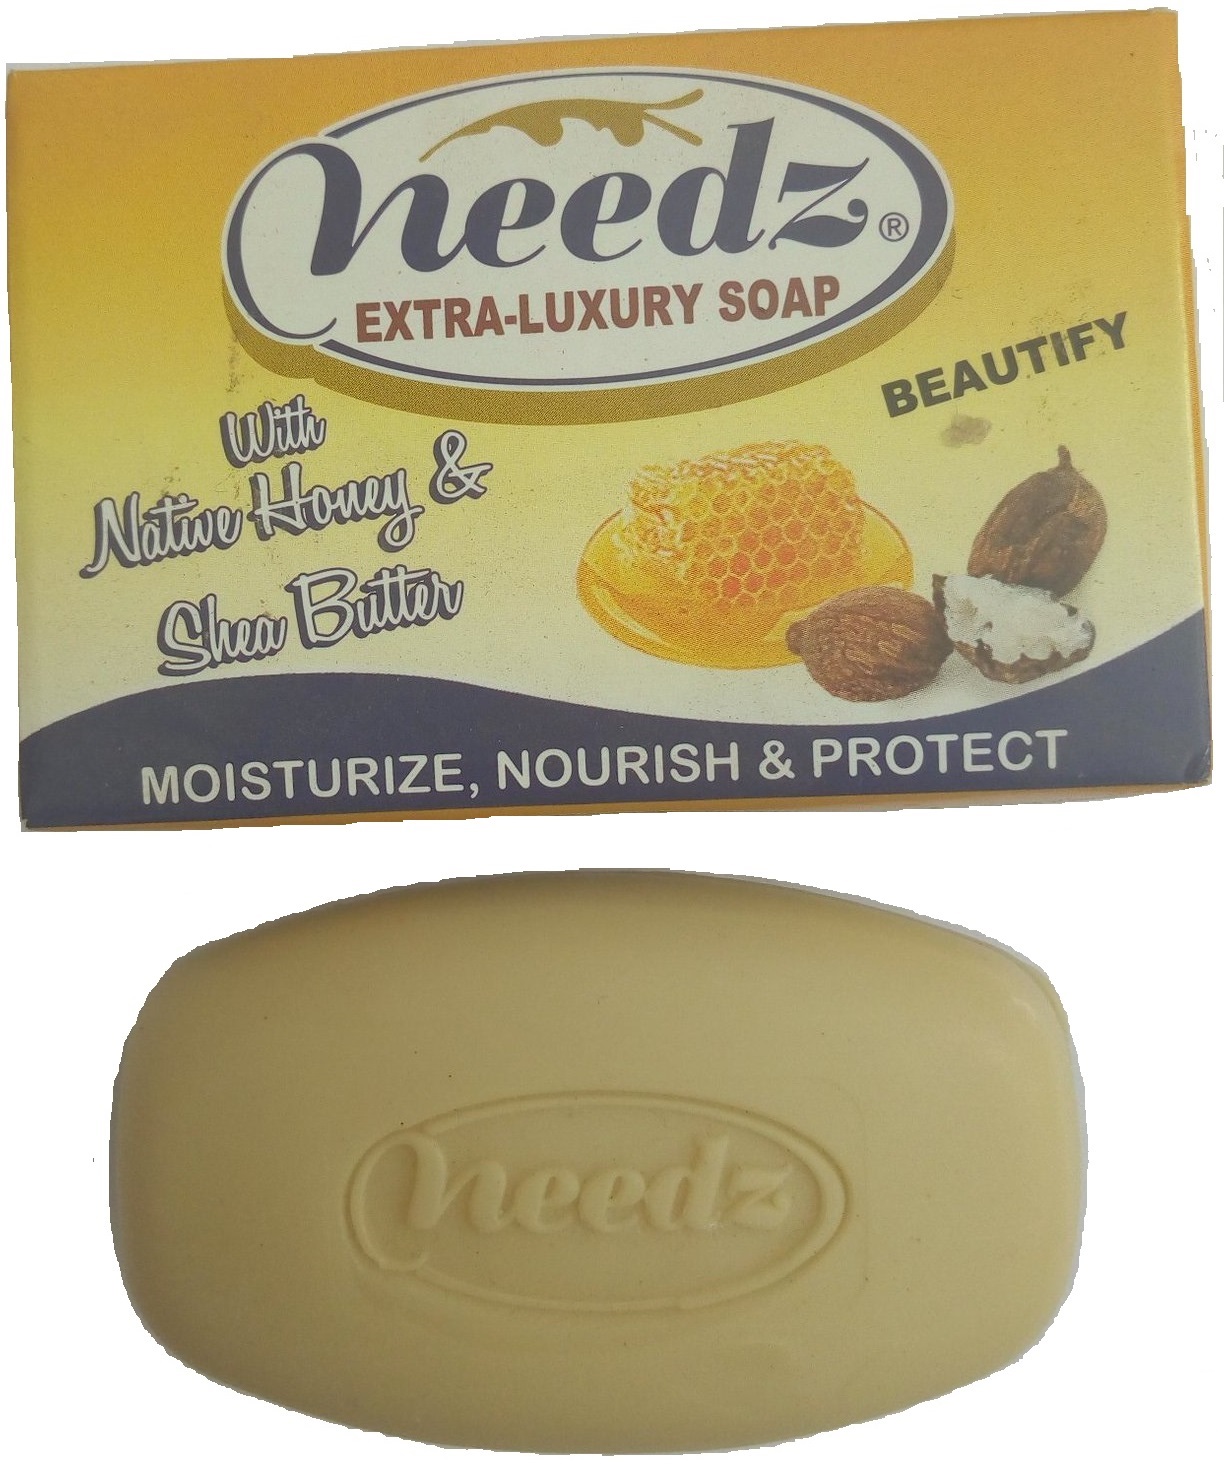 needz®
EXTRA-LUXURY SOAP
BEAUTIFY
With
Native Honey &
Shea Butter
MOISTURIZE, NOURISH & PROTECT
needz